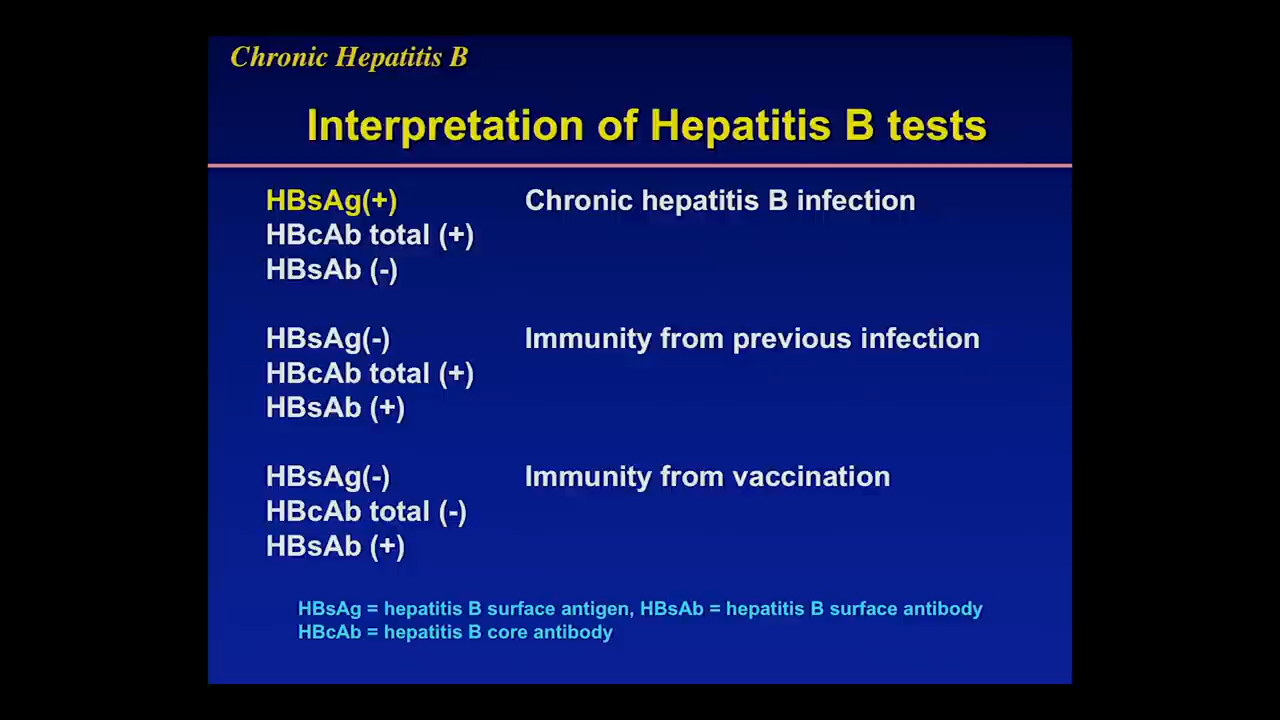 Chronic Hepatitis B
Interpretation of Hepatitis B tests
HBsAg(+) Chronic hepatitis B infection
HBcAb total (+)
HBsAb (-)
HBsAg(-) Immunity from previous infection
HBcAb total (+)
HBsAb (+)
HBsAg(-) Immunity from vaccination
HBcAb total (-)
HBsAb (+)
HBsAg = hepatitis B surface antigen, HBsAb = hepatitis B surface antibody
HBcAb = hepatitis B core antibody